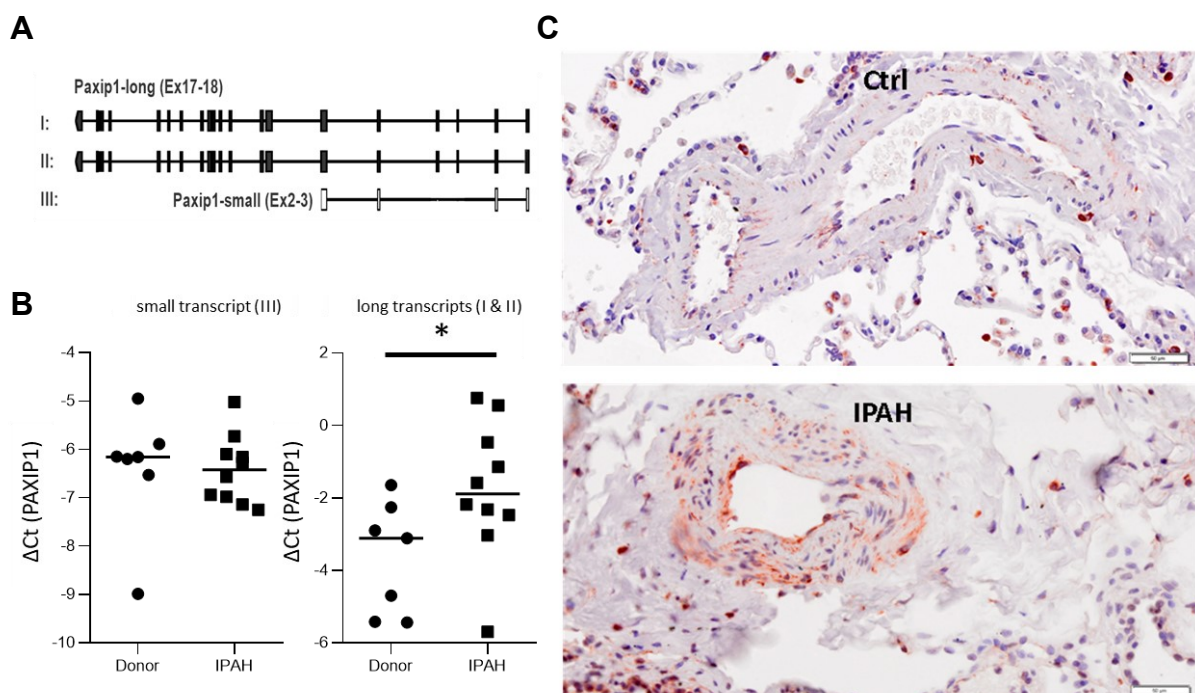 A
Paxip1-long (Ex17-18)
I:
II:
III:
Paxip1-small (Ex2-3)
B
small transcript (III)
ΔCt (PAXIP1)
-4
-5
-6
-7
-8
-9
-10
Donor
IPAH
long transcripts (I & II)
*
ΔCt (PAXIP1)
2
0
-2
-4
-6
Donor
IPAH
C
Ctrl
IPAH